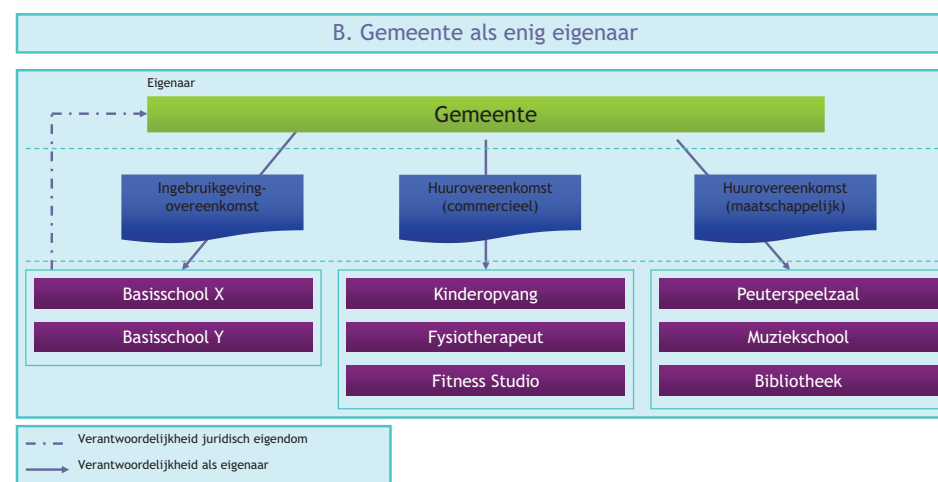 B. Gemeente als enig eigenaar
Eigenaar
Gemeente
Ingebruikgeving-
overeenkomst
Huurovereenkomst
(commercieel)
Huurovereenkomst
(maatschappelijk)
Basisschool X
Basisschool Y
Kinderopvang
Fysiotherapeut
Fitness Studio
Peuterspeelzaal
Muziekschool
Bibliotheek
Verantwoordelijkheid juridisch eigendom
Verantwoordelijkheid als eigenaar